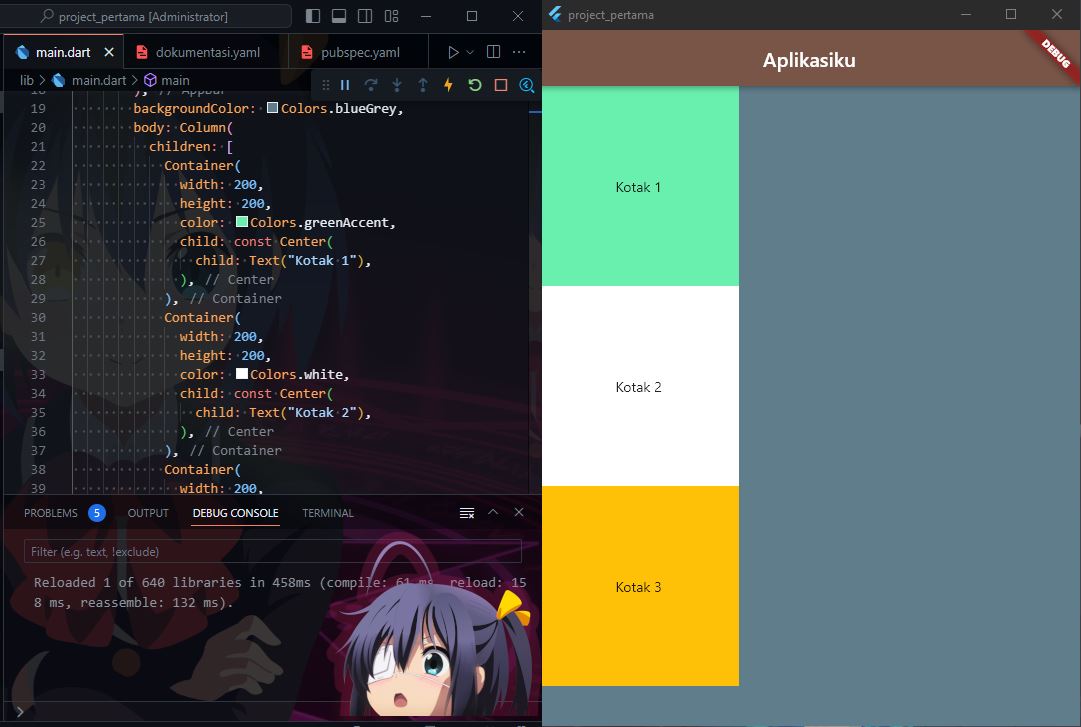 project_pertama [Administrator]
main.dart
dokumentasi.yaml
pubspec.yaml
lib > main.dart > main
18 ), // AppBar
19 backgroundColor: Colors.blueGrey,
20 body: Column(
21 children: [
22 Container(
23 width: 200,
24 height: 200,
25 color: Colors.greenAccent,
26 child: const Center(
27 child: Text("Kotak 1"),
28 ), // Center
29 ), // Container
30 Container(
31 width: 200,
32 height: 200,
33 color: Colors.white,
34 child: const Center(
35 child: Text("Kotak 2"),
36 ), // Center
37 ), // Container
38 Container(
39 width: 200,
PROBLEMS 5 OUTPUT DEBUG CONSOLE TERMINAL
Filter (e.g. text, !exclude)
Reloaded 1 of 640 libraries in 458ms (compile: 61 ms, reload: 15
8 ms, reassemble: 132 ms).
project_pertama
Aplikasiku
DEBUG
Kotak 1
Kotak 2
Kotak 3